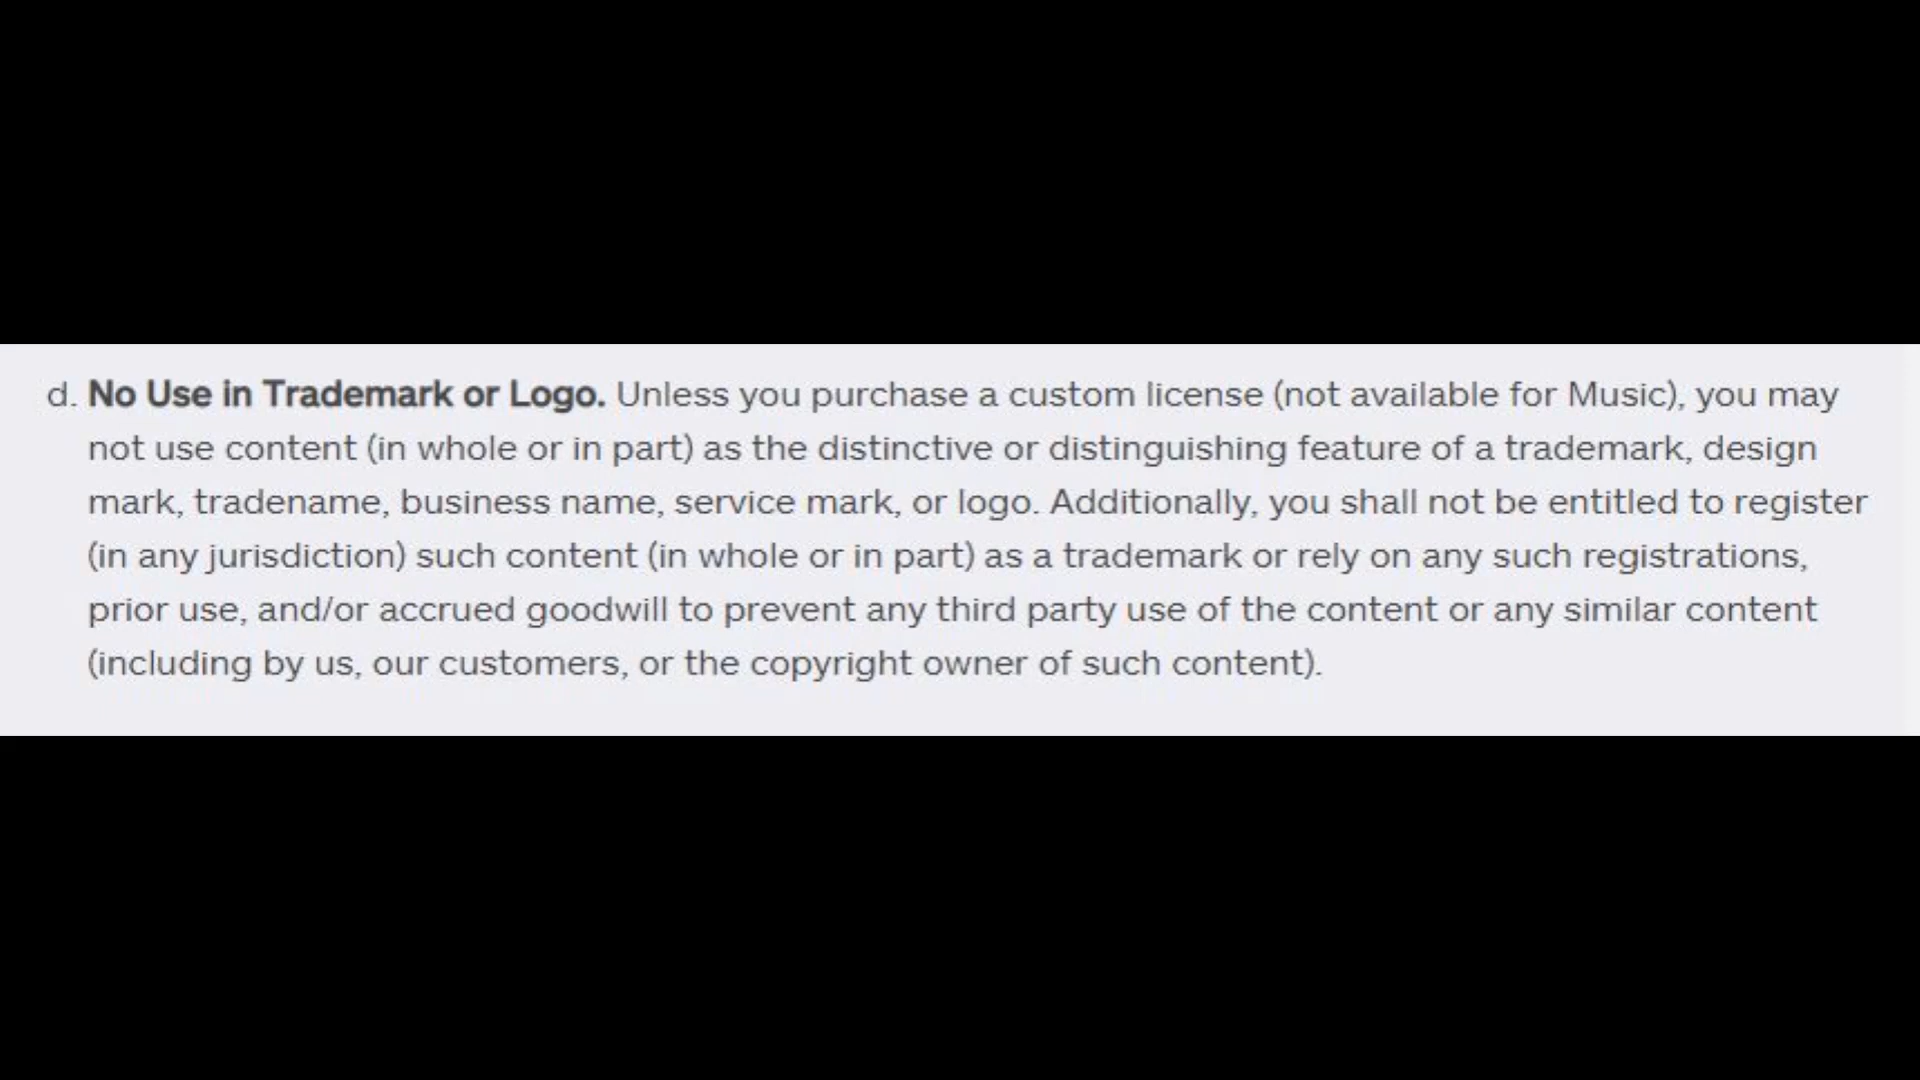 d. No Use in Trademark or Logo. Unless you purchase a custom license (not available for Music), you may
not use content (in whole or in part) as the distinctive or distinguishing feature of a trademark, design
mark, tradename, business name, service mark, or logo. Additionally, you shall not be entitled to register
(in any jurisdiction) such content (in whole or in part) as a trademark or rely on any such registrations,
prior use, and/or accrued goodwill to prevent any third party use of the content or any similar content
(including by us, our customers, or the copyright owner of such content).